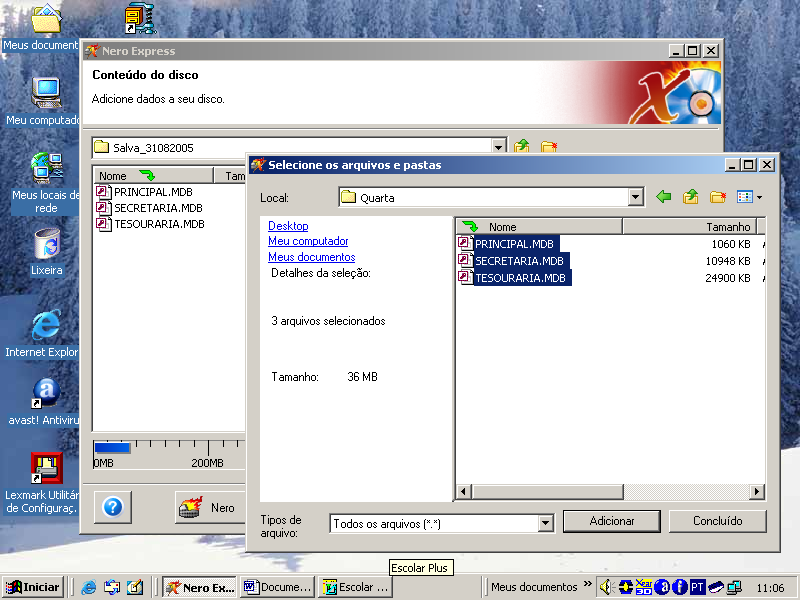 Meus document
Meu computado
Meus locais de
rede
Lixeira
Internet Explor
avast! Antiviru
Lexmark Utilitár
de Configuraç.
Nero Express
Conteúdo do disco
Adicione dados a seu disco.
Salva_31082005
Nome
Tam
PRINCIPAL.MDB
SECRETARIA.MDB
TESOURARIA.MDB
0MB
200MB
Nero
Selecione os arquivos e pastas
Local:
Quarta
Desktop
Meu computador
Meus documentos
Detalhes da seleção:
3 arquivos selecionados
Tamanho: 36 MB
Nome Tamanho
PRINCIPAL.MDB 1060 KB
SECRETARIA.MDB 10948 KB
TESOURARIA.MDB 24900 KB
Tipos de
arquivo:
Todos os arquivos (*.*)
Adicionar
Concluído
Escolar Plus
Iniciar
Nero Ex...
Docume...
Escolar ...
Meus documentos »
PT
11:06